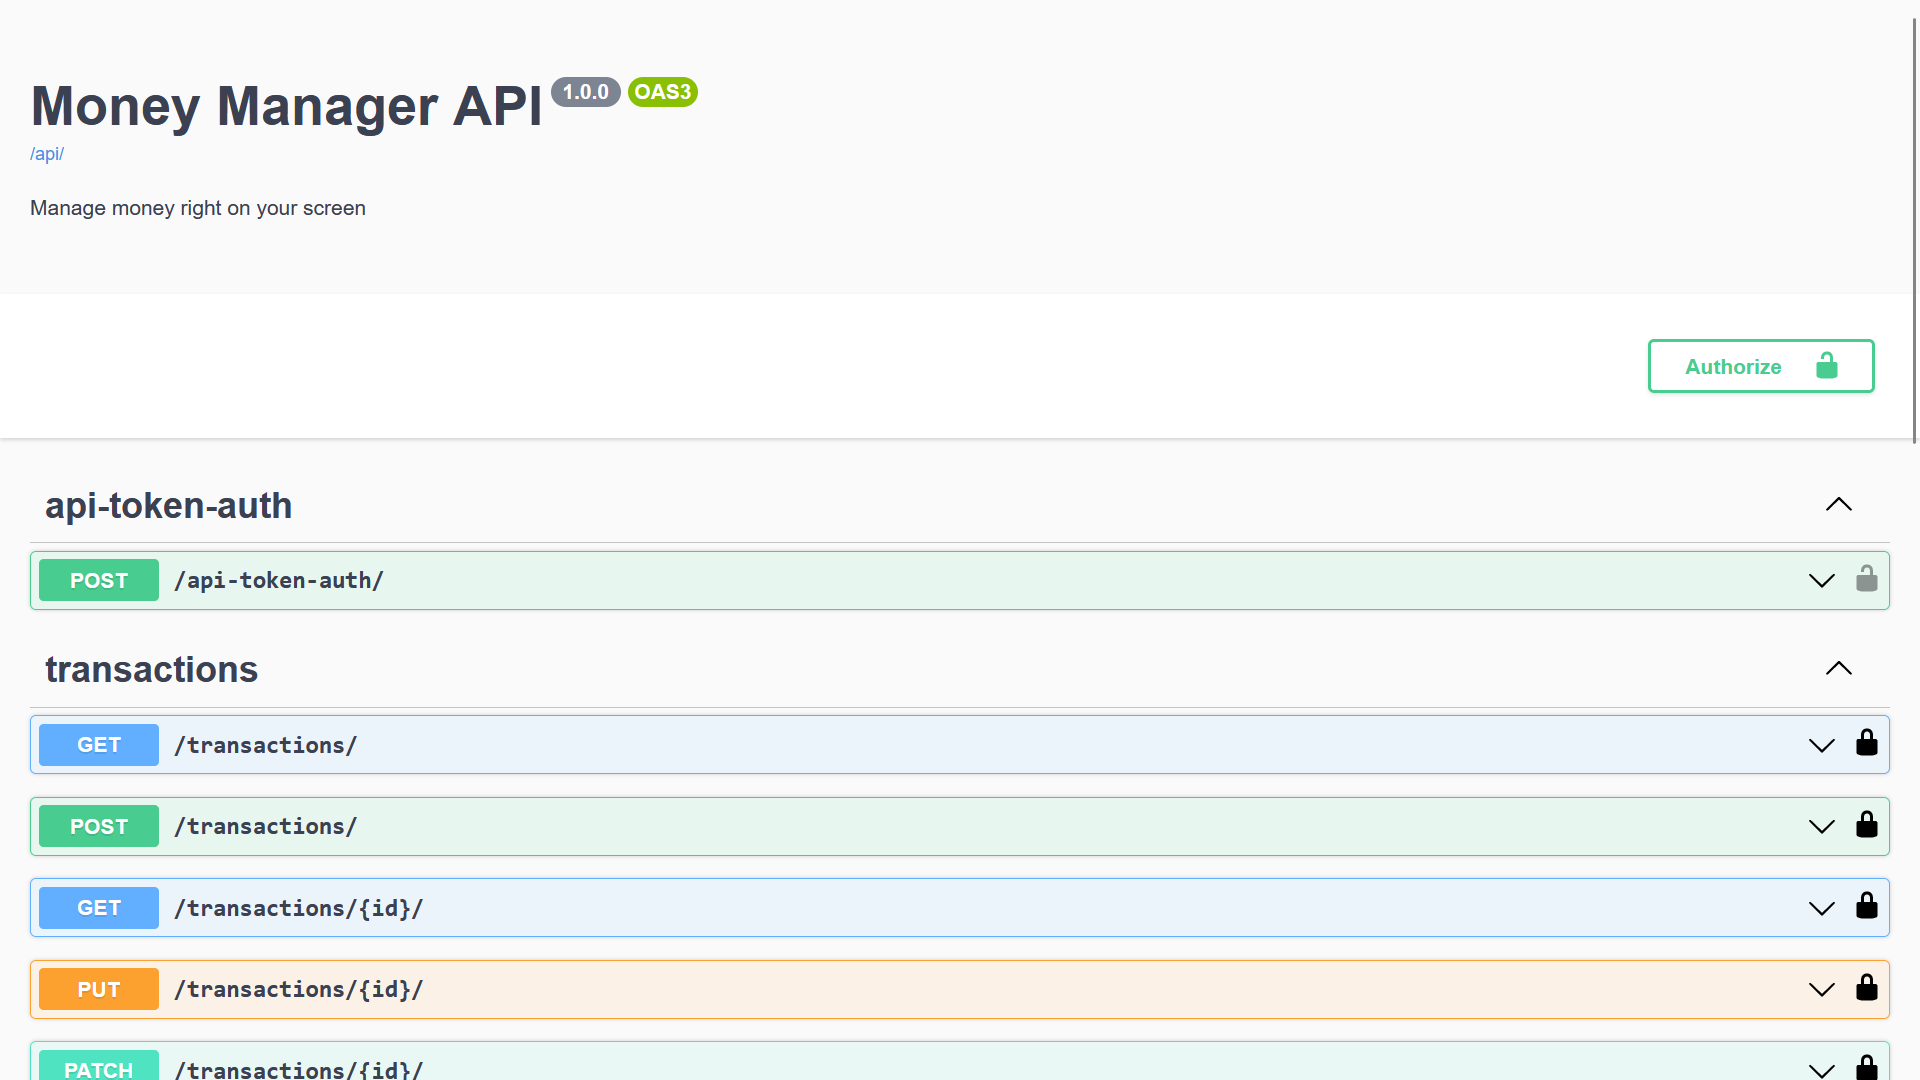 Money Manager API 1.0.0 OAS3
/api/
Manage money right on your screen
Authorize
api-token-auth
POST /api-token-auth/
transactions
GET /transactions/
POST /transactions/
GET /transactions/{id}/
PUT /transactions/{id}/
PATCH /transactions/{id}/